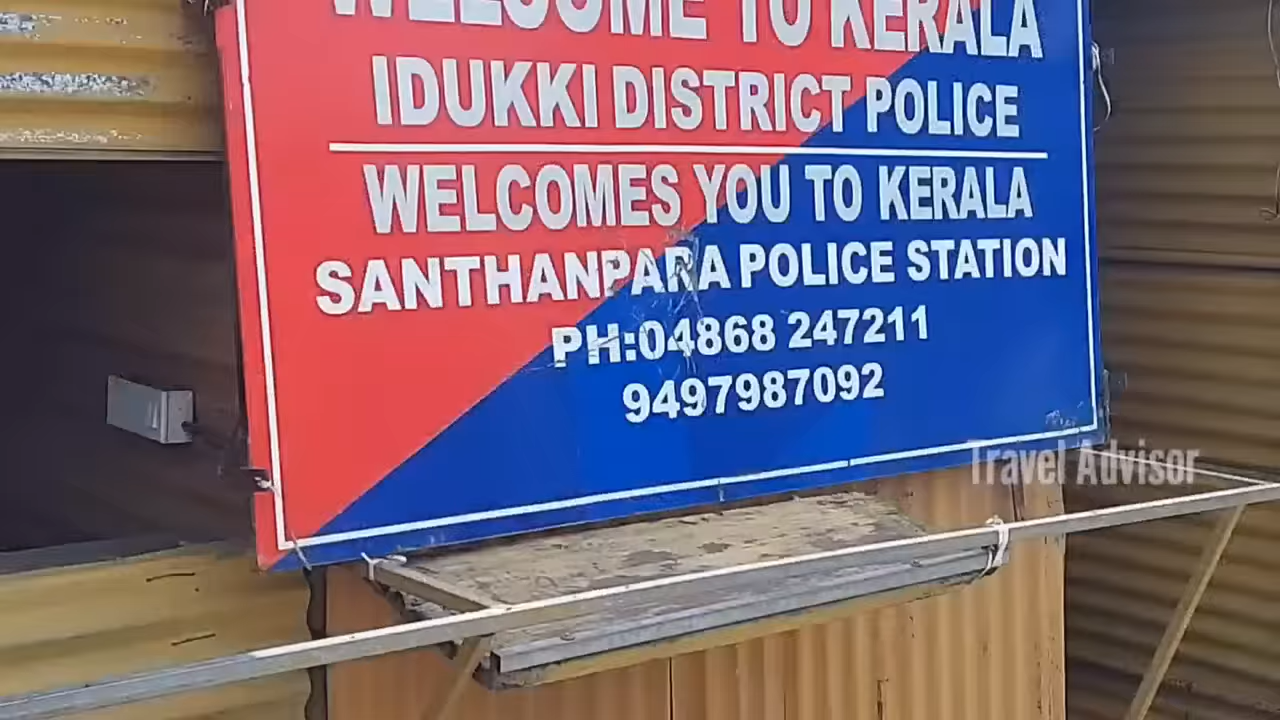 WELCOME TO KERALA
IDUKKI DISTRICT POLICE
WELCOMES YOU TO KERALA
SANTHANPARA POLICE STATION
PH:04868 247211
9497987092
Travel Advisor